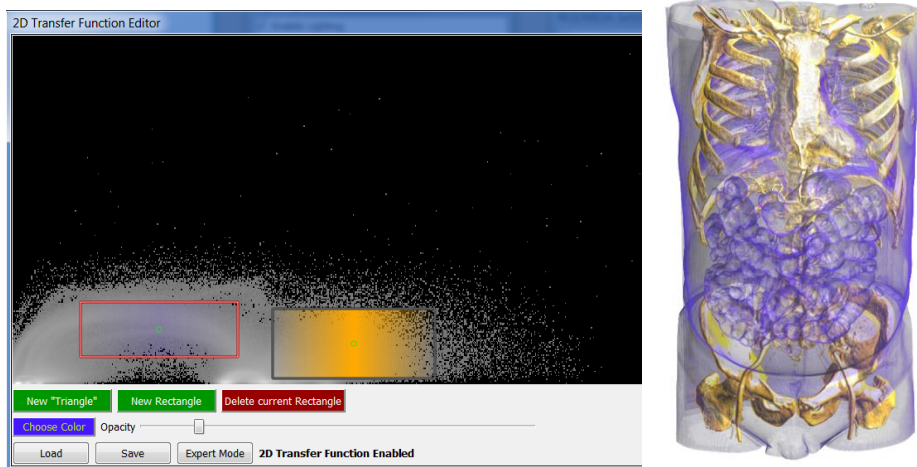 2D Transfer Function Editor
New "Triangle" New Rectangle Delete current Rectangle
Choose Color Opacity
Load Save Expert Mode 2D Transfer Function Enabled